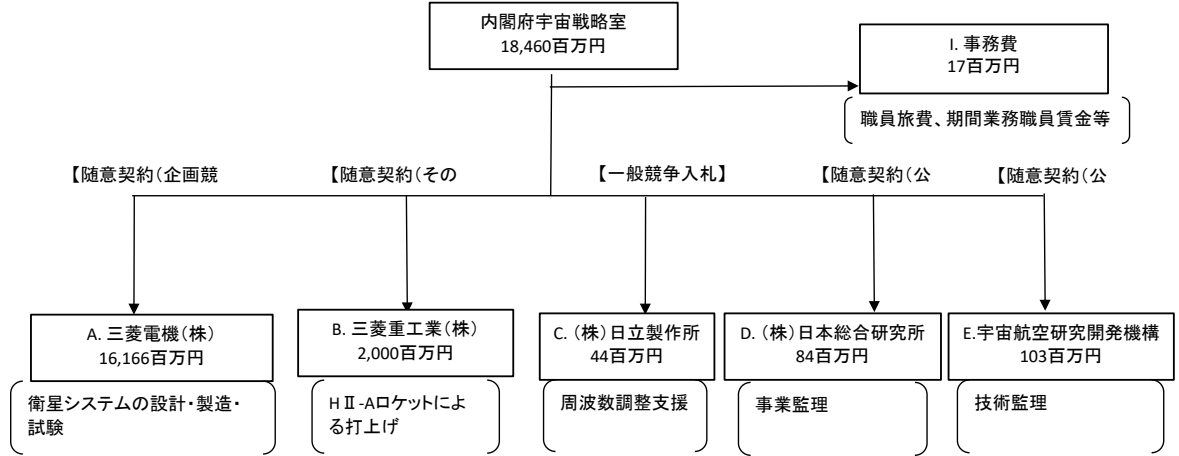 内閣府宇宙戦略室
18,460百万円
I. 事務費
17百万円
職員旅費、期間業務職員賃金等
【随意契約(企画競
【随意契約(その
【一般競争入札】
【随意契約(公
【随意契約(公
A. 三菱電機(株)
16,166百万円
衛星システムの設計・製造・
試験
B. 三菱重工業(株)
2,000百万円
HⅡ-Aロケットによ
る打上げ
C. (株)日立製作所
44百万円
周波数調整支援
D. (株)日本総合研究所
84百万円
事業監理
E.宇宙航空研究開発機構
103百万円
技術監理